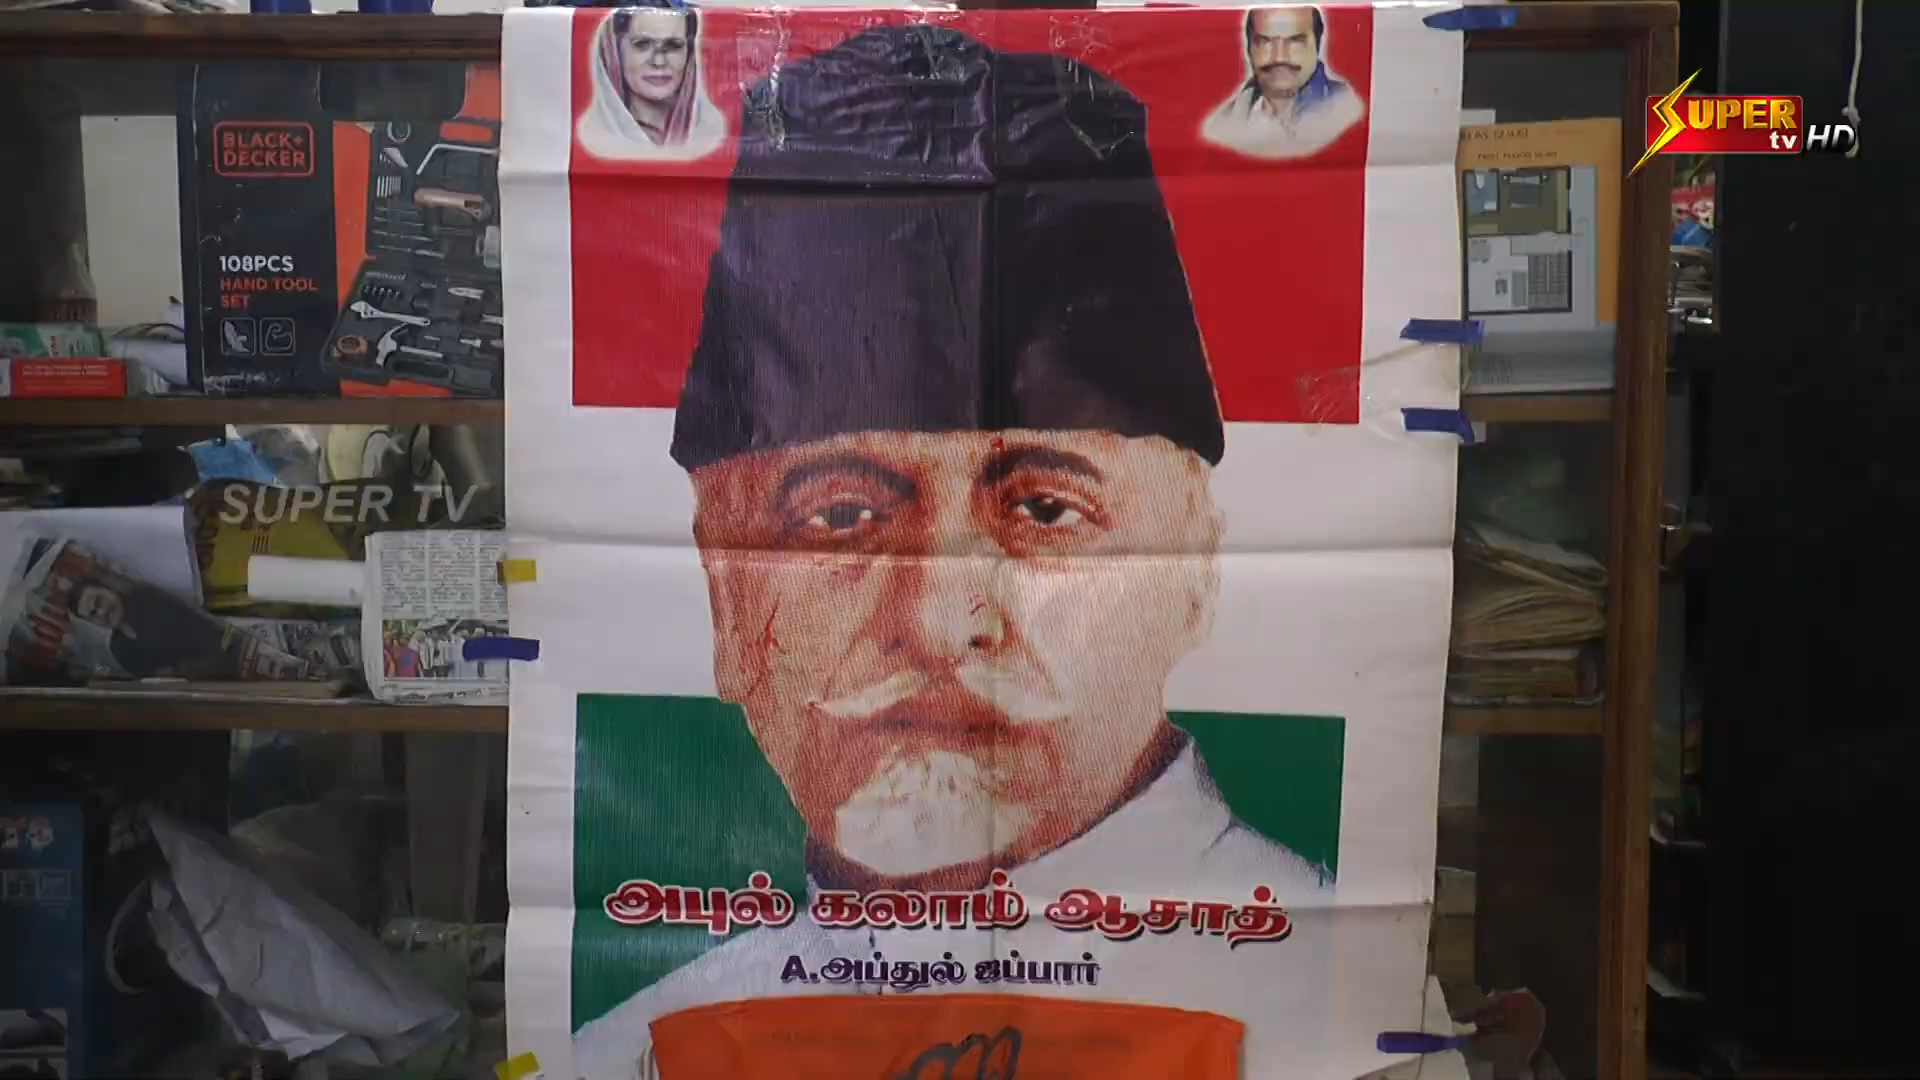 SUPER
tv HD
BLACK+
DECKER
108PCS
HAND TOOL
SET
SUPER TV
அபுல் கலாம் ஆசாத்
A.அப்துல் ஜப்பார்